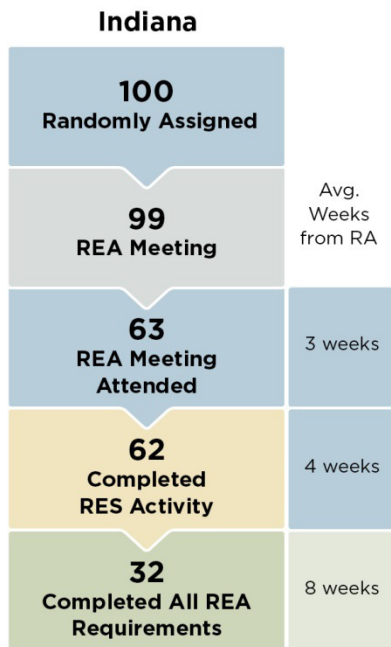 Indiana
100
Randomly Assigned
99
REA Meeting
Avg.
Weeks
from RA
63
REA Meeting
Attended
3 weeks
62
Completed
RES Activity
4 weeks
32
Completed All REA
Requirements
8 weeks